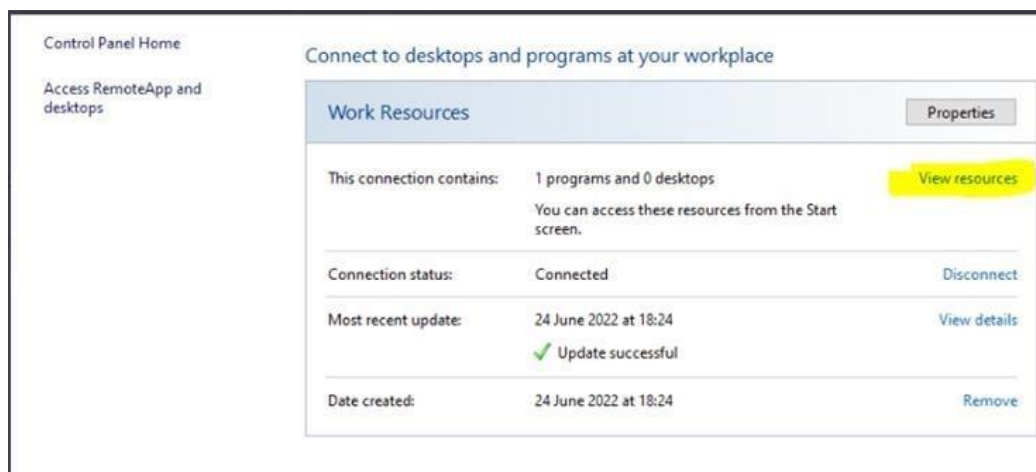 Control Panel Home
Access RemoteApp and
desktops
Connect to desktops and programs at your workplace
Work Resources
Properties
This connection contains:
1 programs and 0 desktops
View resources
You can access these resources from the Start
screen.
Connection status:
Connected
Disconnect
Most recent update:
24 June 2022 at 18:24
View details
Update successful
Date created:
24 June 2022 at 18:24
Remove